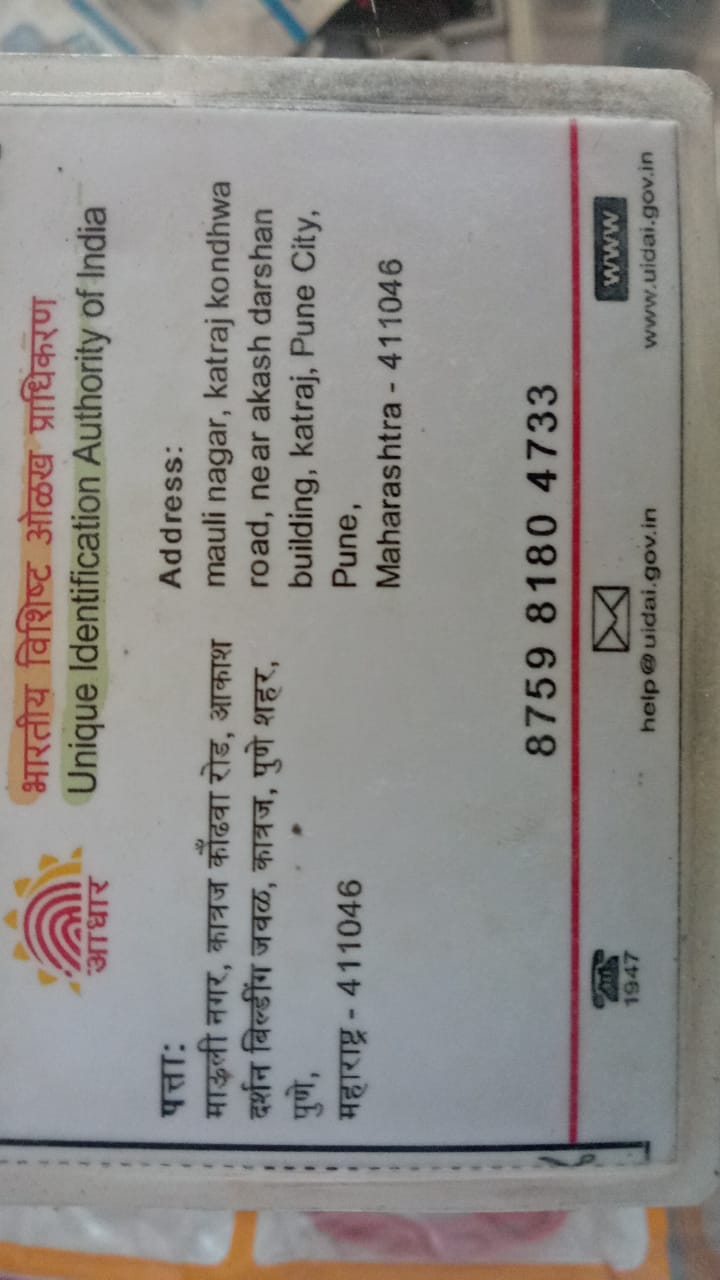 भारतीय विशिष्ट ओळख प्राधिकरण
Unique Identification Authority of India
आधार
पत्ता:
माऊली नगर, कात्रज कोंढवा रोड, आकाश
दर्शन बिल्डींग जवळ, कात्रज, पुणे शहर,
पुणे,
महाराष्ट्र - 411046
Address:
mauli nagar, katraj kondhwa
road, near akash darshan
building, katraj, Pune City,
Pune,
Maharashtra - 411046
8759 8180 4733
1947
help@uidai.gov.in
www
www.uidai.gov.in